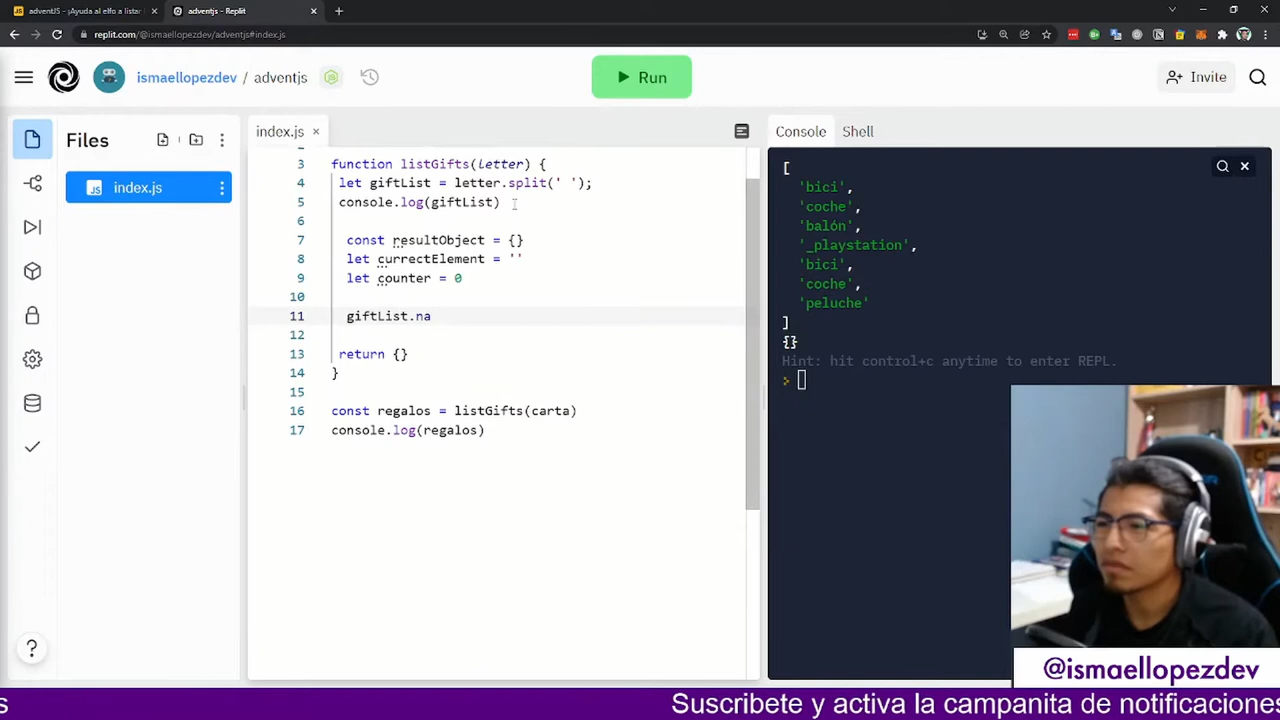 adventJS - ¡Ayuda al elfo a listar
adventjs - Replit
replit.com/@ismaellopezdev/adventjs#index.js
ismaellopezdev / adventjs
Run
Invite
Files
index.js
index.js
Console
Shell
3 function listGifts(letter) {
4 let giftList = letter.split(' ');
5 console.log(giftList)
6
7 const resultObject = {}
8 let currectElement = ''
9 let counter = 0
10
11 giftList.na
12
13 return {}
14 }
15
16 const regalos = listGifts(carta)
17 console.log(regalos)
[
'bici',
'coche',
'balón',
'_playstation',
'bici',
'coche',
'peluche'
]
{}
Hint: hit control+c anytime to enter REPL.
>
?
@ismaellopezdev
s Suscribete y activa la campanita de notificaciones